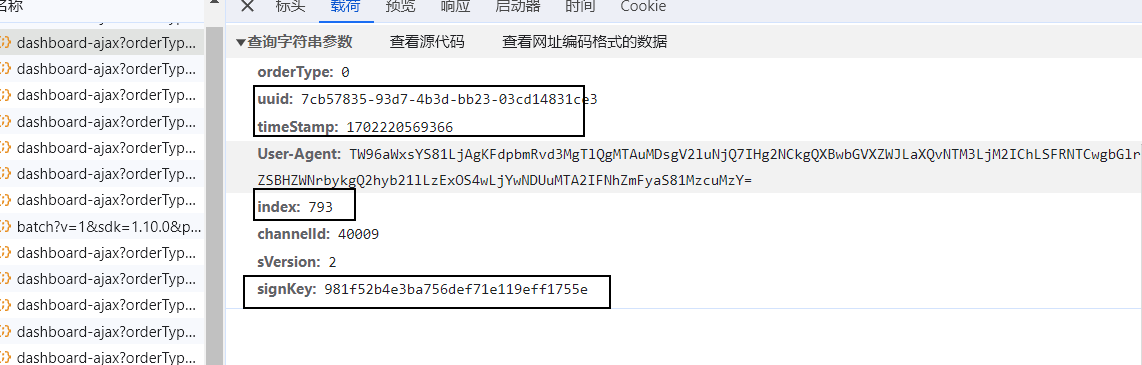 名称
标头 载荷 预览 响应 启动器 时间 Cookie
dashboard-ajax?orderTyp...
dashboard-ajax?orderTyp...
dashboard-ajax?orderTyp...
dashboard-ajax?orderTyp...
dashboard-ajax?orderTyp...
dashboard-ajax?orderTyp...
dashboard-ajax?orderTyp...
batch?v=1&sdk=1.10.0&p...
dashboard-ajax?orderTyp...
dashboard-ajax?orderTyp...
dashboard-ajax?orderTyp...
dashboard-ajax?orderTyp...
dashboard-ajax?orderTyp...
▼查询字符串参数 查看源代码 查看网址编码格式的数据
orderType: 0
uuid: 7cb57835-93d7-4b3d-bb23-03cd14831ce3
timeStamp: 1702220569366
User-Agent: TW96aWxsYS81LjAgKFdpbmRvd3MgTlQgMTAuMDsgV2luNjQ7IHg2NCkgQXBwbGVXZWJLaXQvNTM3LjM2IChLSFRNTCwgbGlr
ZSBHZWNrbykgQ2hyb21lLzExOS4wLjYwNDUuMTA2IFNhZmFyaS81MzcuMzY=
index: 793
channelId: 40009
sVersion: 2
signKey: 981f52b4e3ba756def71e119eff1755e